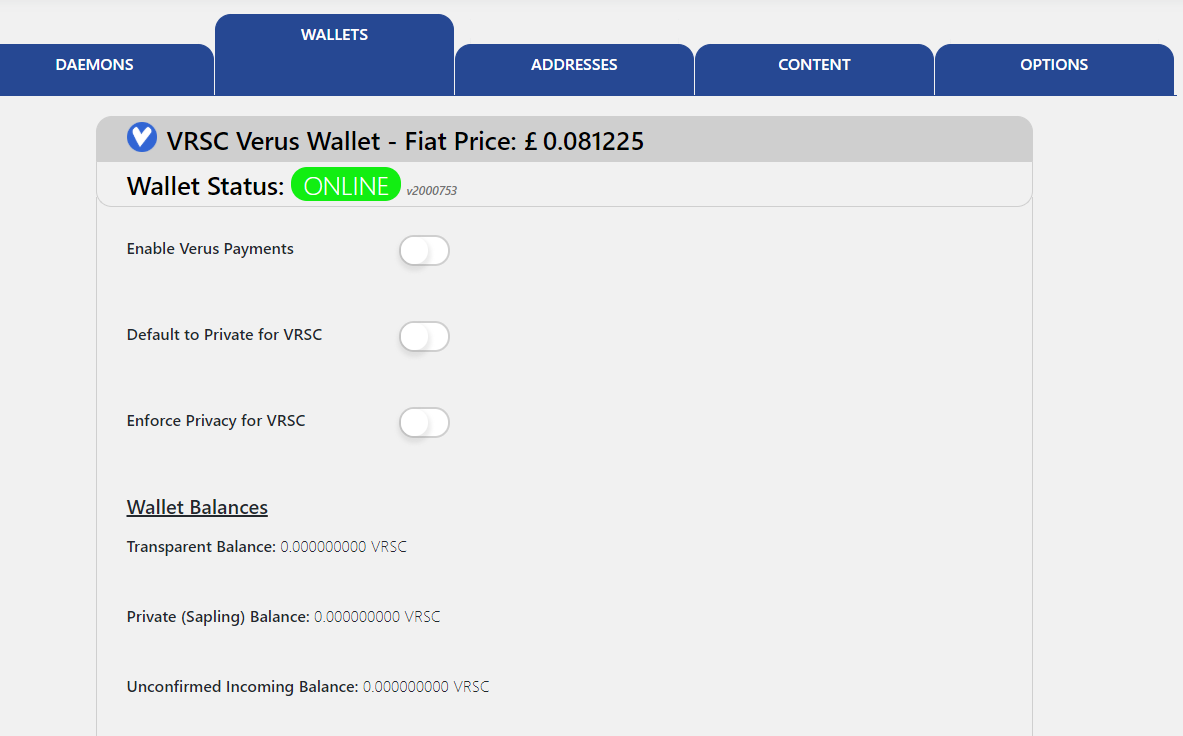 WALLETS
DAEMONS ADDRESSES CONTENT OPTIONS
VRSC Verus Wallet - Fiat Price: £ 0.081225
Wallet Status: ONLINE v2000753
Enable Verus Payments
Default to Private for VRSC
Enforce Privacy for VRSC
Wallet Balances
Transparent Balance: 0.000000000 VRSC
Private (Sapling) Balance: 0.000000000 VRSC
Unconfirmed Incoming Balance: 0.000000000 VRSC